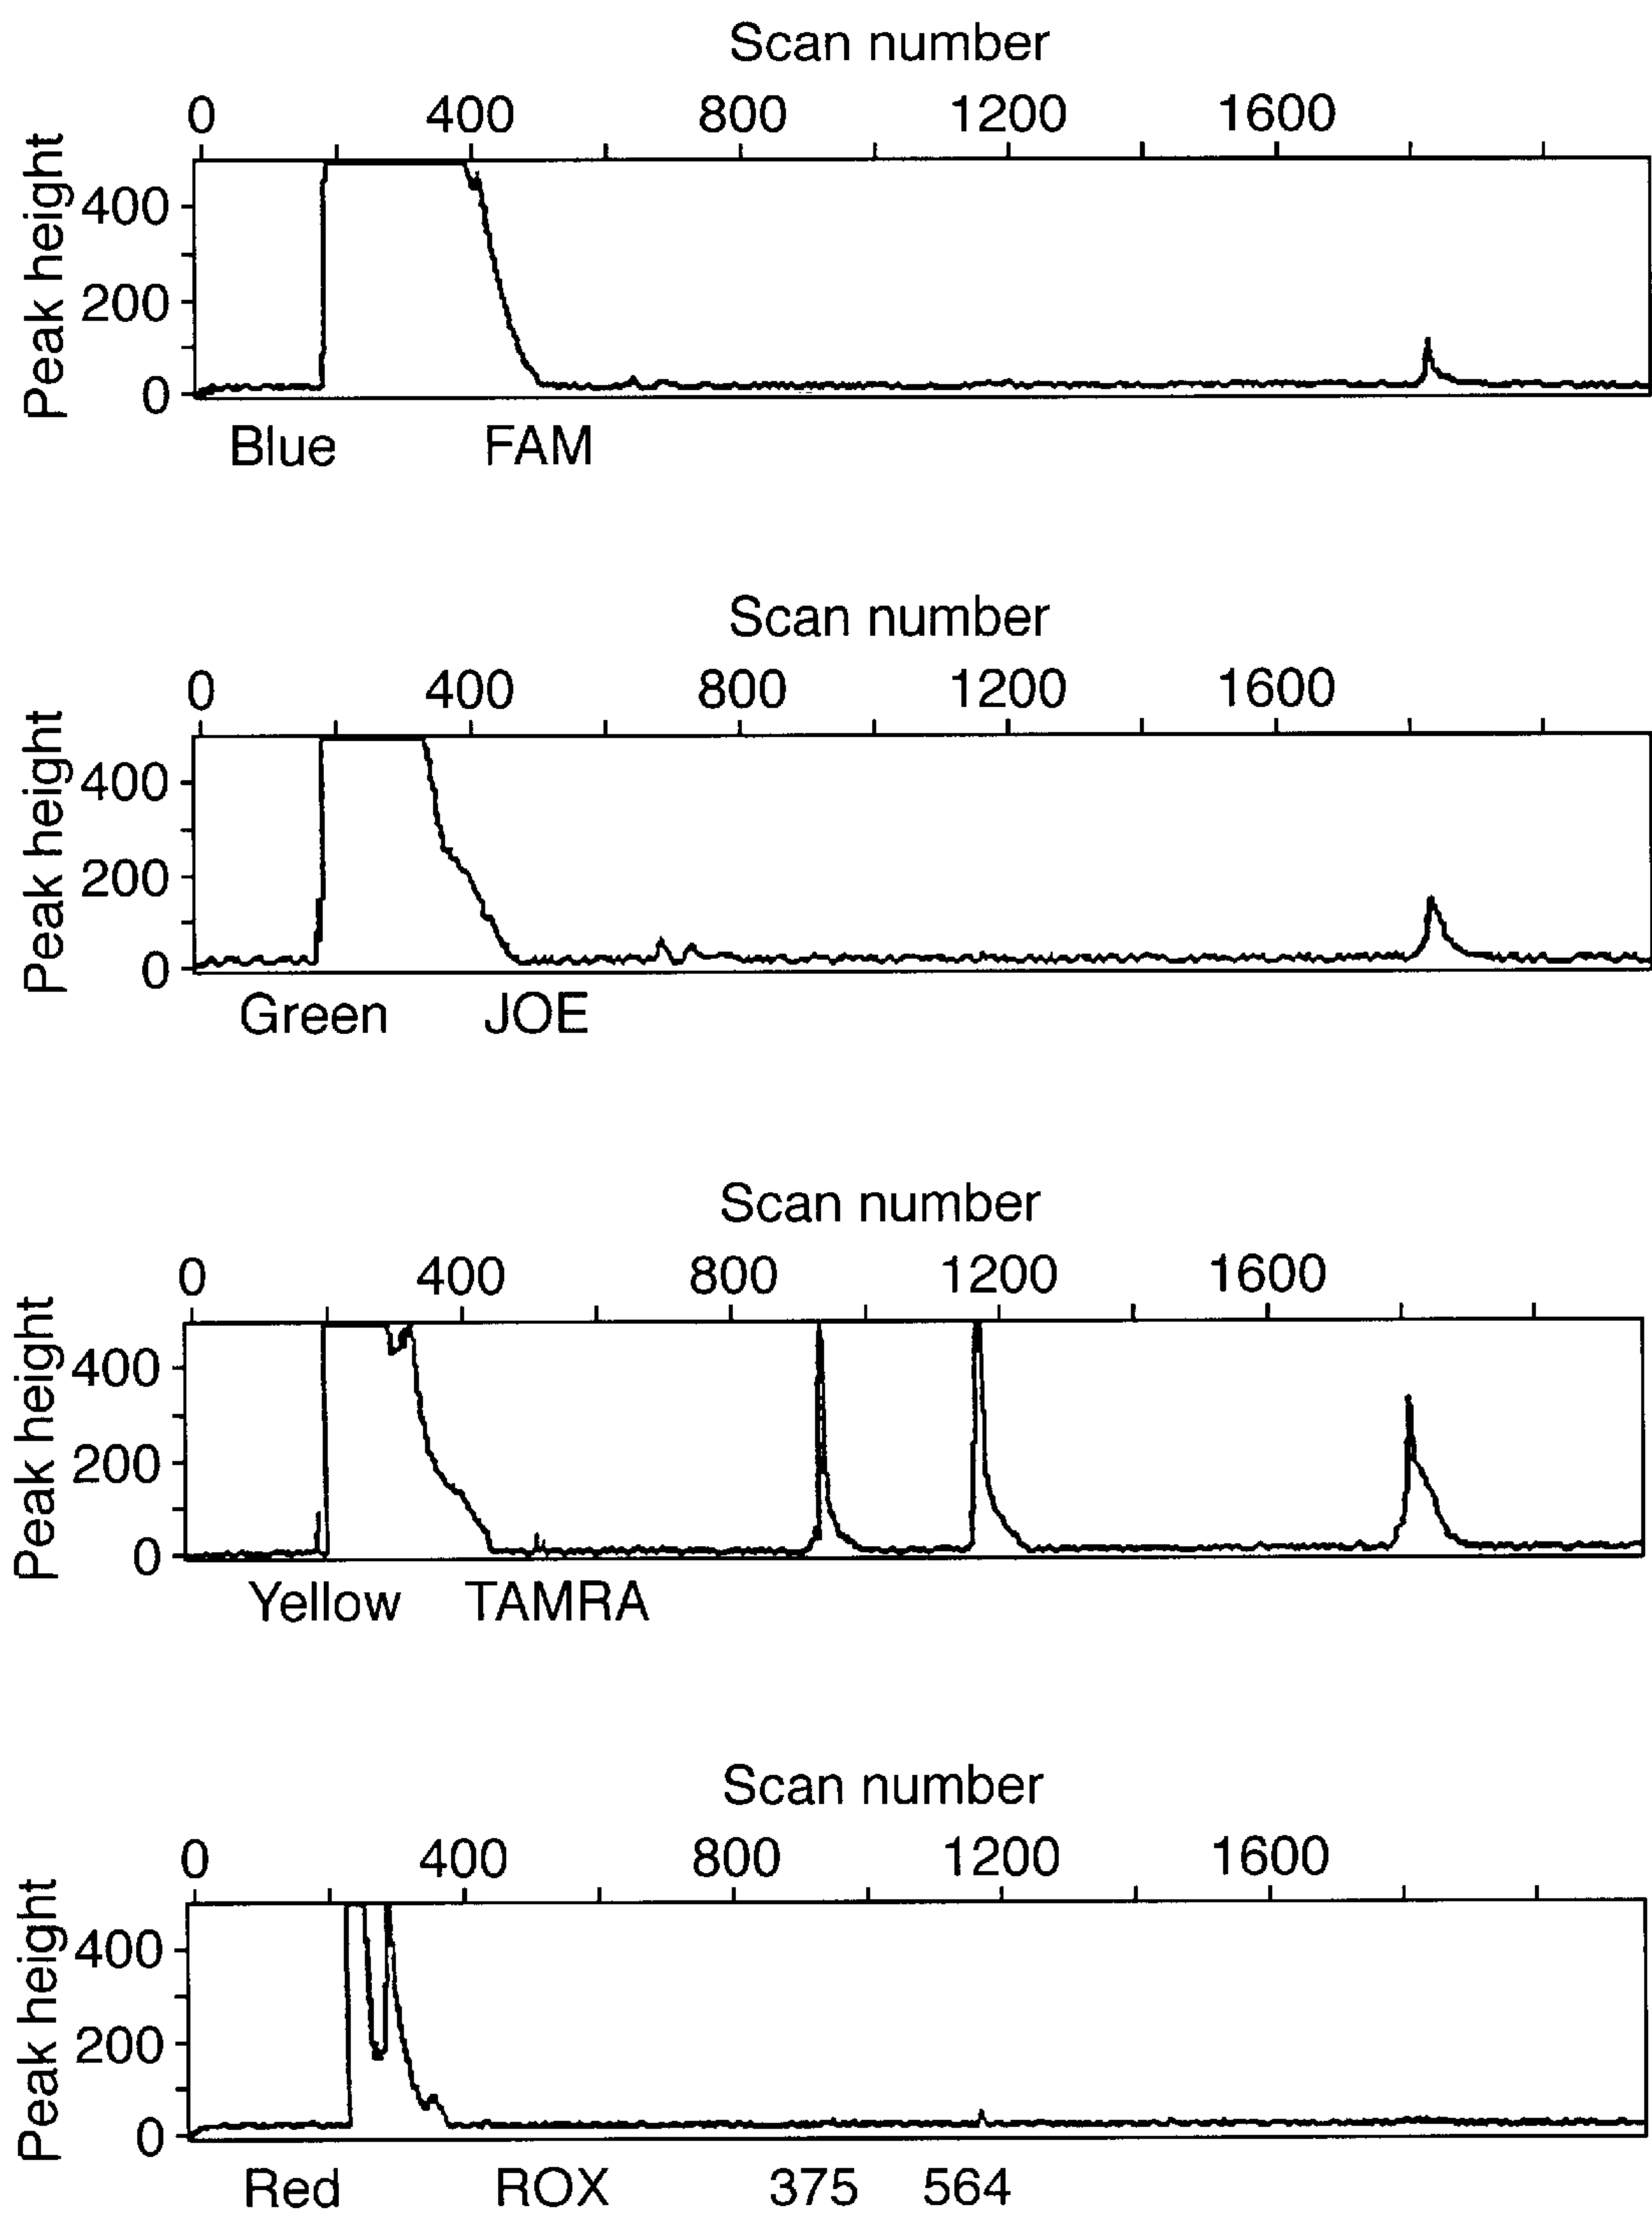 Scan number
0 400 800 1200 1600
Peak height
400
200
0
Blue FAM
Scan number
0 400 800 1200 1600
Peak height
400
200
0
Green JOE
Scan number
0 400 800 1200 1600
Peak height
400
200
0
Yellow TAMRA
Scan number
0 400 800 1200 1600
Peak height
400
200
0
Red ROX 375 564